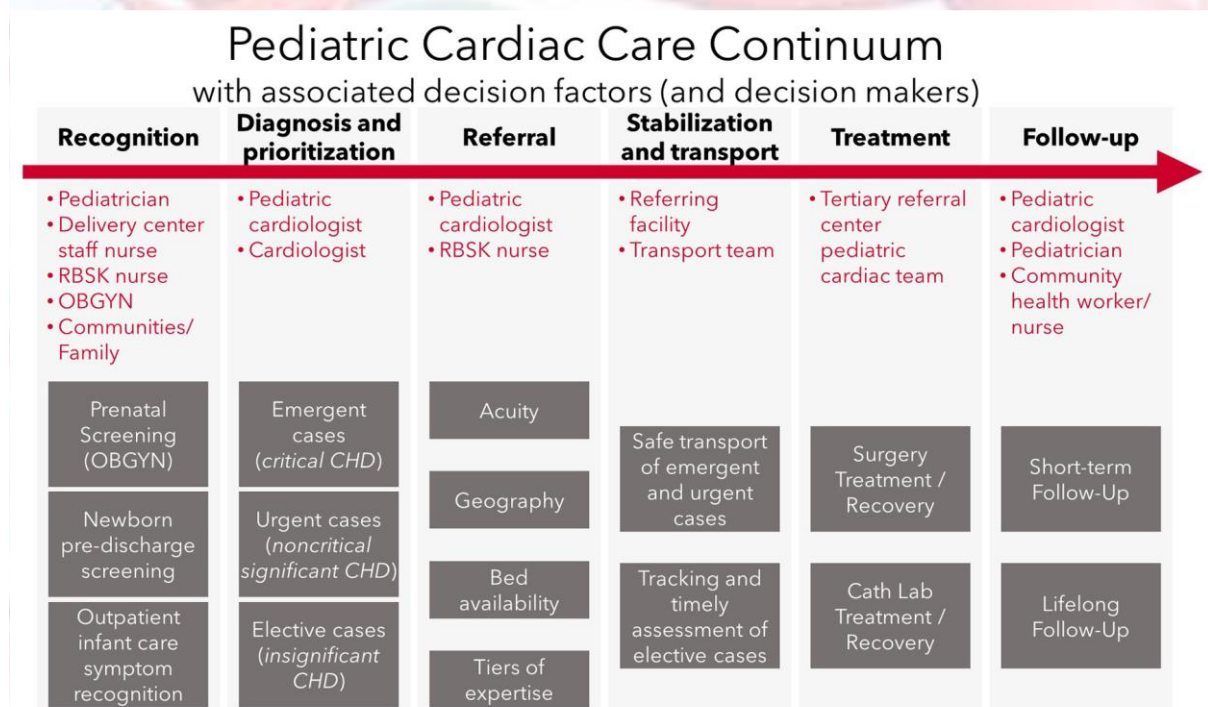 Pediatric Cardiac Care Continuum
with associated decision factors (and decision makers)
Recognition
• Pediatrician
• Delivery center
staff nurse
• RBSK nurse
• OBGYN
• Communities/
Family
Prenatal
Screening
(OBGYN)
Newborn
pre-discharge
screening
Outpatient
infant care
symptom
recognition
Diagnosis and
prioritization
• Pediatric
cardiologist
• Cardiologist
Emergent
cases
(critical CHD)
Urgent cases
(noncritical
significant CHD)
Elective cases
(insignificant
CHD)
Referral
• Pediatric
cardiologist
• RBSK nurse
Acuity
Geography
Bed
availability
Tiers of
expertise
Stabilization
and transport
• Referring
facility
• Transport team
Safe transport
of emergent
and urgent
cases
Tracking and
timely
assessment of
elective cases
Treatment
• Tertiary referral
center
pediatric
cardiac team
Surgery
Treatment /
Recovery
Cath Lab
Treatment /
Recovery
Follow-up
• Pediatric
cardiologist
• Pediatrician
• Community
health worker/
nurse
Short-term
Follow-Up
Lifelong
Follow-Up